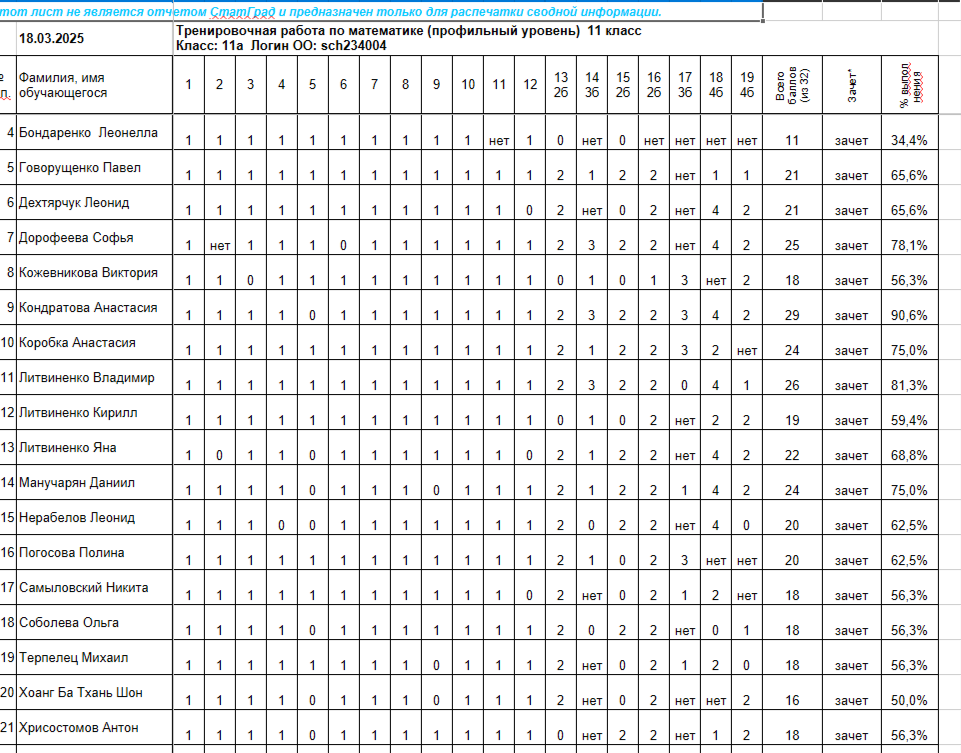 тот лист не является отчетом СтатГрад и предназначен только для распечатки сводной информации.
18.03.2025 Тренировочная работа по математике (профильный уровень) 11 класс
Класс: 11а Логин ОО: sch234004
№ п. Фамилия, имя обучающегося 1 2 3 4 5 6 7 8 9 10 11 12 13 2б 14 3б 15 2б 16 2б 17 3б 18 4б 19 4б Всего баллов (из 32) Зачет* % выпол нения
4 Бондаренко Леонелла 1 1 1 1 1 1 1 1 1 1 нет 1 0 нет 0 нет нет нет нет 11 зачет 34,4%
5 Говорущенко Павел 1 1 1 1 1 1 1 1 1 1 1 1 2 1 2 2 нет 1 1 21 зачет 65,6%
6 Дехтярчук Леонид 1 1 1 1 1 1 1 1 1 1 1 0 2 нет 0 2 нет 4 2 21 зачет 65,6%
7 Дорофеева Софья 1 нет 1 1 1 0 1 1 1 1 1 1 2 3 2 2 нет 4 2 25 зачет 78,1%
8 Кожевникова Виктория 1 1 0 1 1 1 1 1 1 1 1 1 0 1 0 1 3 нет 2 18 зачет 56,3%
9 Кондратова Анастасия 1 1 1 1 0 1 1 1 1 1 1 1 2 3 2 2 3 4 2 29 зачет 90,6%
10 Коробка Анастасия 1 1 1 1 1 1 1 1 1 1 1 1 2 1 2 2 3 2 нет 24 зачет 75,0%
11 Литвиненко Владимир 1 1 1 1 1 1 1 1 1 1 1 1 2 3 2 2 0 4 1 26 зачет 81,3%
12 Литвиненко Кирилл 1 1 1 1 1 1 1 1 1 1 1 1 0 1 0 2 нет 2 2 19 зачет 59,4%
13 Литвиненко Яна 1 0 1 1 0 1 1 1 1 1 1 0 2 1 2 2 нет 4 2 22 зачет 68,8%
14 Манучарян Даниил 1 1 1 1 0 1 1 1 0 1 1 1 2 1 2 2 1 4 2 24 зачет 75,0%
15 Нерабелов Леонид 1 1 1 0 0 1 1 1 1 1 1 1 2 0 2 2 нет 4 0 20 зачет 62,5%
16 Погосова Полина 1 1 1 1 1 1 1 1 1 1 1 1 2 1 0 2 3 нет нет 20 зачет 62,5%
17 Самыловский Никита 1 1 1 1 1 1 1 1 1 1 1 0 2 нет 0 2 1 2 нет 18 зачет 56,3%
18 Соболева Ольга 1 1 1 1 0 1 1 1 1 1 1 1 2 0 2 2 нет 0 1 18 зачет 56,3%
19 Терпелец Михаил 1 1 1 1 1 1 1 1 0 1 1 1 2 нет 0 2 1 2 0 18 зачет 56,3%
20 Хоанг Ба Тхань Шон 1 1 1 1 0 1 1 1 0 1 1 1 2 нет 0 2 нет нет 2 16 зачет 50,0%
21 Хрисостомов Антон 1 1 1 1 0 1 1 1 1 1 1 1 0 нет 2 2 нет 1 2 18 зачет 56,3%